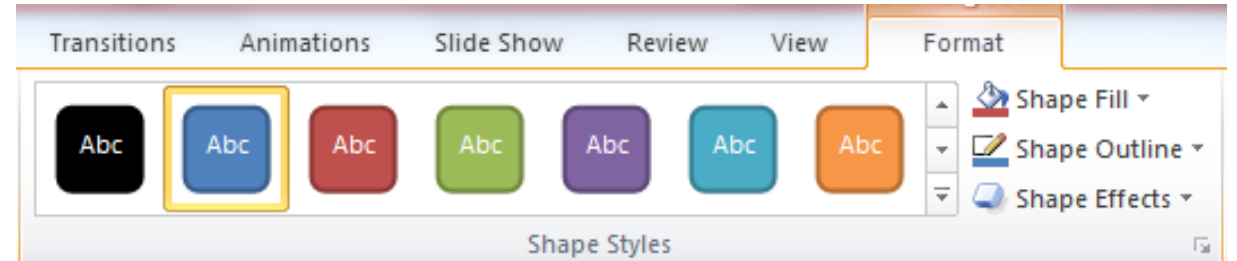 Transitions Animations Slide Show Review View Format
Abc Abc Abc Abc Abc Abc Abc
Shape Fill
Shape Outline
Shape Effects
Shape Styles